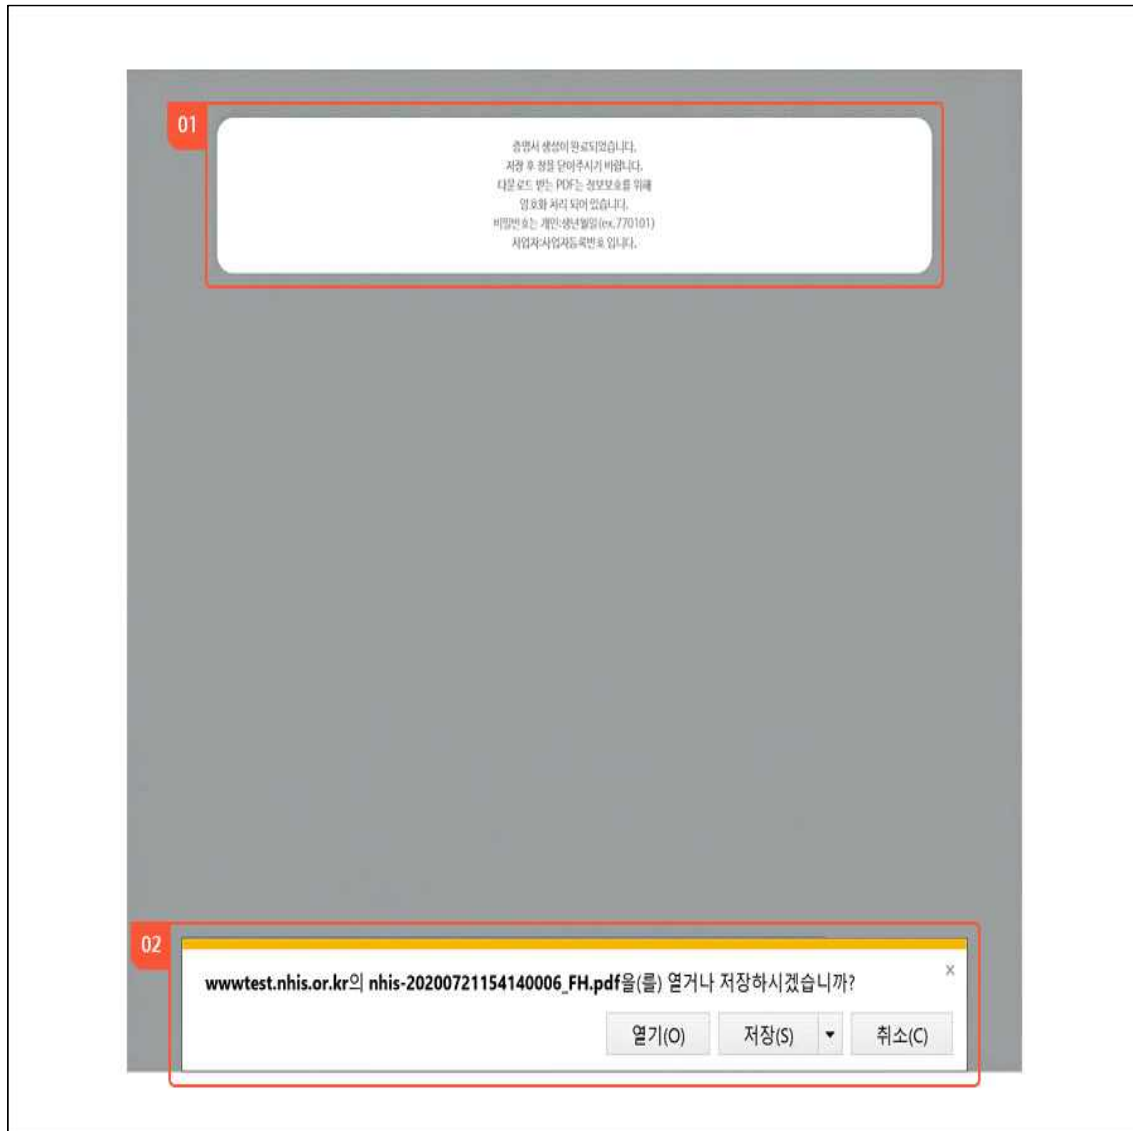 01
증명서 생성이 완료되었습니다.
저장 후 창을 닫아주시기 바랍니다.
다운로드 받는 PDF는 정보보호를 위해
암호화 처리 되어 있습니다.
비밀번호는 개인:생년월일(ex.770101)
사업자:사업자등록번호 입니다.
02
wwwtest.nhis.or.kr의 nhis-20200721154140006_FH.pdf을(를) 열거나 저장하시겠습니까?
×
열기(O) 저장(S) ▼ 취소(C)